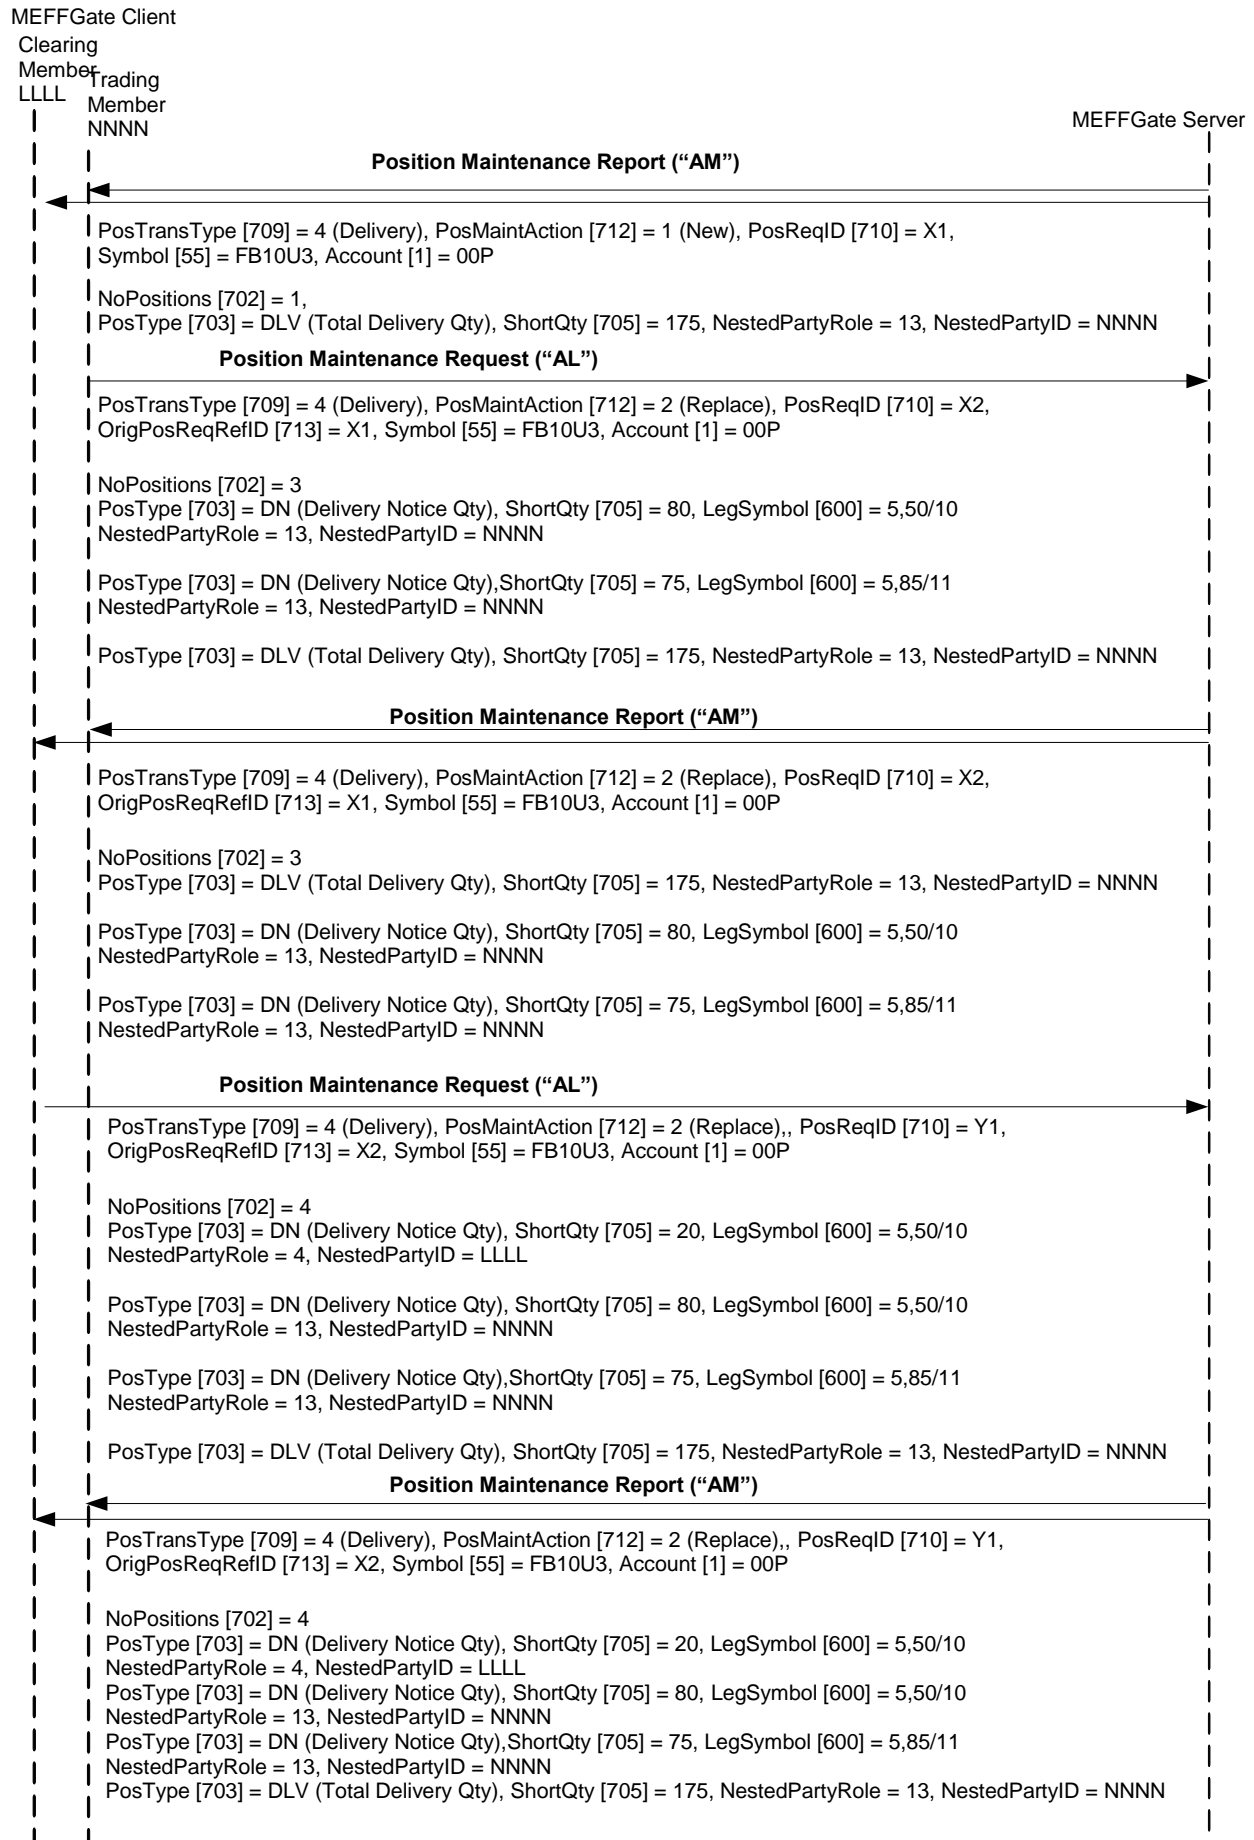 MEFFGate Client
Clearing
Member
LLLL
Trading
Member
NNNN
MEFFGate Server
Position Maintenance Report (“AM”)
PosTransType [709] = 4 (Delivery), PosMaintAction [712] = 1 (New), PosReqID [710] = X1,
Symbol [55] = FB10U3, Account [1] = 00P
NoPositions [702] = 1,
PosType [703] = DLV (Total Delivery Qty), ShortQty [705] = 175, NestedPartyRole = 13, NestedPartyID = NNNN
Position Maintenance Request (“AL”)
PosTransType [709] = 4 (Delivery), PosMaintAction [712] = 2 (Replace), PosReqID [710] = X2,
OrigPosReqRefID [713] = X1, Symbol [55] = FB10U3, Account [1] = 00P
NoPositions [702] = 3
PosType [703] = DN (Delivery Notice Qty), ShortQty [705] = 80, LegSymbol [600] = 5,50/10
NestedPartyRole = 13, NestedPartyID = NNNN
PosType [703] = DN (Delivery Notice Qty),ShortQty [705] = 75, LegSymbol [600] = 5,85/11
NestedPartyRole = 13, NestedPartyID = NNNN
PosType [703] = DLV (Total Delivery Qty), ShortQty [705] = 175, NestedPartyRole = 13, NestedPartyID = NNNN
Position Maintenance Report (“AM”)
PosTransType [709] = 4 (Delivery), PosMaintAction [712] = 2 (Replace), PosReqID [710] = X2,
OrigPosReqRefID [713] = X1, Symbol [55] = FB10U3, Account [1] = 00P
NoPositions [702] = 3
PosType [703] = DLV (Total Delivery Qty), ShortQty [705] = 175, NestedPartyRole = 13, NestedPartyID = NNNN
PosType [703] = DN (Delivery Notice Qty), ShortQty [705] = 80, LegSymbol [600] = 5,50/10
NestedPartyRole = 13, NestedPartyID = NNNN
PosType [703] = DN (Delivery Notice Qty), ShortQty [705] = 75, LegSymbol [600] = 5,85/11
NestedPartyRole = 13, NestedPartyID = NNNN
Position Maintenance Request (“AL”)
PosTransType [709] = 4 (Delivery), PosMaintAction [712] = 2 (Replace),, PosReqID [710] = Y1,
OrigPosReqRefID [713] = X2, Symbol [55] = FB10U3, Account [1] = 00P
NoPositions [702] = 4
PosType [703] = DN (Delivery Notice Qty), ShortQty [705] = 20, LegSymbol [600] = 5,50/10
NestedPartyRole = 4, NestedPartyID = LLLL
PosType [703] = DN (Delivery Notice Qty), ShortQty [705] = 80, LegSymbol [600] = 5,50/10
NestedPartyRole = 13, NestedPartyID = NNNN
PosType [703] = DN (Delivery Notice Qty),ShortQty [705] = 75, LegSymbol [600] = 5,85/11
NestedPartyRole = 13, NestedPartyID = NNNN
PosType [703] = DLV (Total Delivery Qty), ShortQty [705] = 175, NestedPartyRole = 13, NestedPartyID = NNNN
Position Maintenance Report (“AM”)
PosTransType [709] = 4 (Delivery), PosMaintAction [712] = 2 (Replace),, PosReqID [710] = Y1,
OrigPosReqRefID [713] = X2, Symbol [55] = FB10U3, Account [1] = 00P
NoPositions [702] = 4
PosType [703] = DN (Delivery Notice Qty), ShortQty [705] = 20, LegSymbol [600] = 5,50/10
NestedPartyRole = 4, NestedPartyID = LLLL
PosType [703] = DN (Delivery Notice Qty), ShortQty [705] = 80, LegSymbol [600] = 5,50/10
NestedPartyRole = 13, NestedPartyID = NNNN
PosType [703] = DN (Delivery Notice Qty),ShortQty [705] = 75, LegSymbol [600] = 5,85/11
NestedPartyRole = 13, NestedPartyID = NNNN
PosType [703] = DLV (Total Delivery Qty), ShortQty [705] = 175, NestedPartyRole = 13, NestedPartyID = NNNN